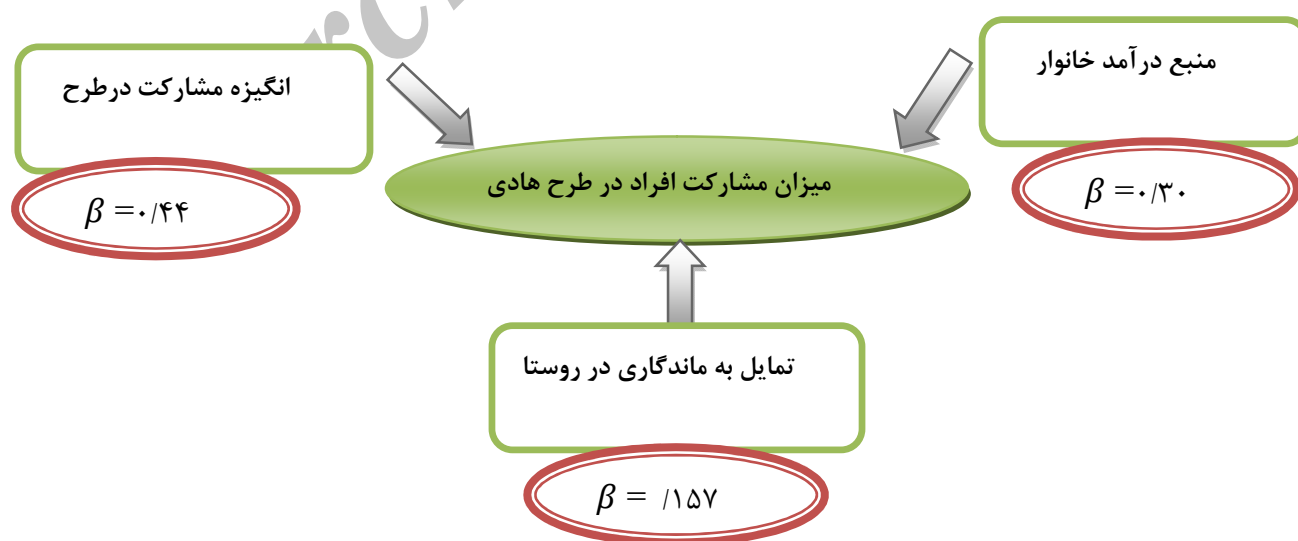 منبع درآمد خانوار
انگیزه مشارکت درطرح
β =۰/۳۰
میزان مشارکت افراد در طرح هادی
β =۰/۴۴
تمایل به ماندگاری در روستا
β = /۱۵۷